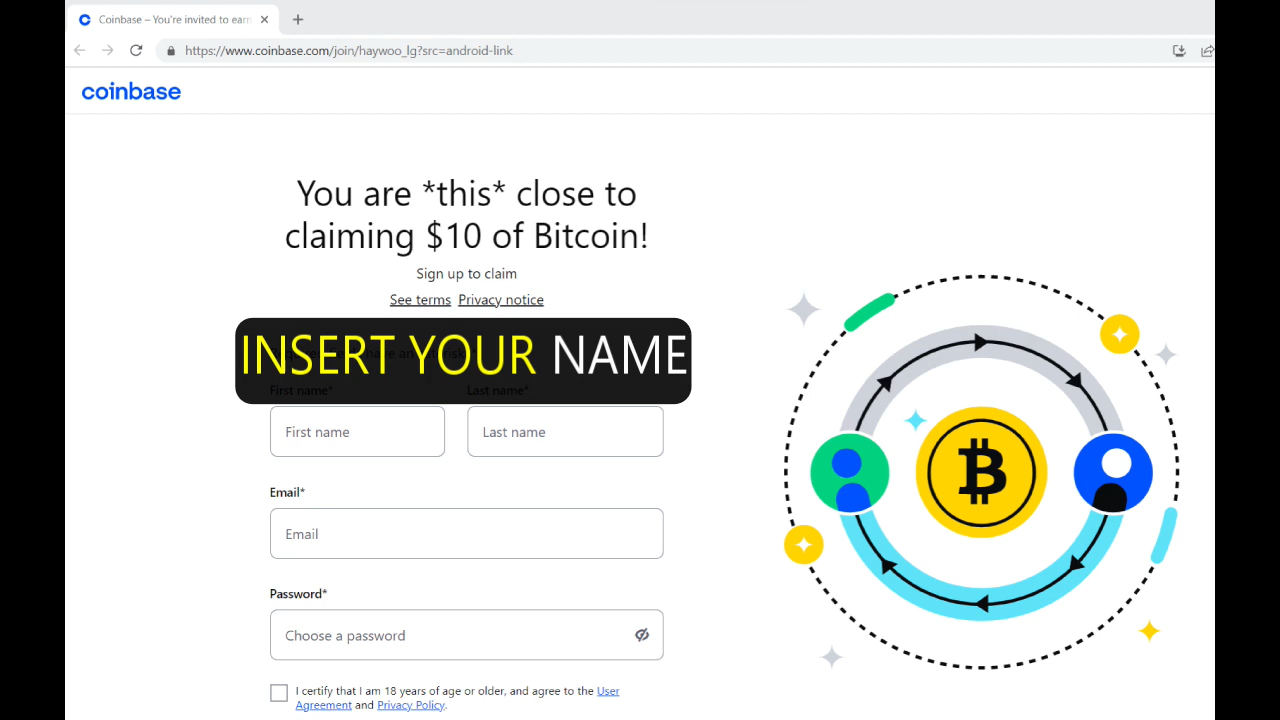 Coinbase – You're invited to earn
https://www.coinbase.com/join/haywoo_lg?src=android-link
coinbase
You are *this* close to
claiming $10 of Bitcoin!
Sign up to claim
See terms Privacy notice
INSERT YOUR NAME
First name* Last name*
First name Last name
Email*
Email
Password*
Choose a password
I certify that I am 18 years of age or older, and agree to the User
Agreement and Privacy Policy.